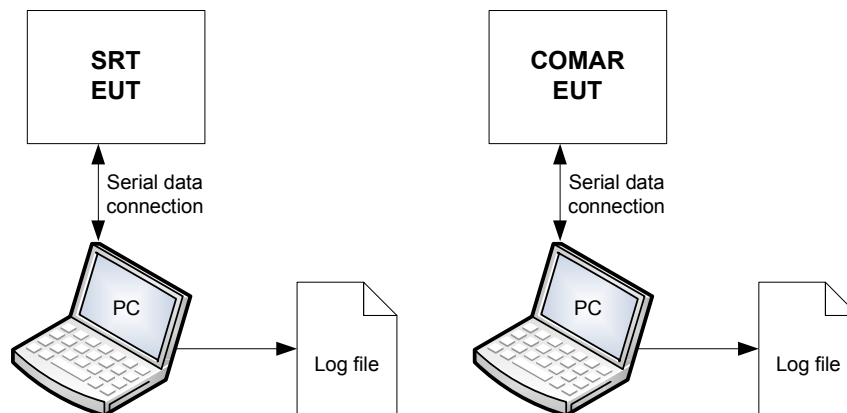 SRT
EUT
Serial data
connection
PC
Log file
COMAR
EUT
Serial data
connection
PC
Log file